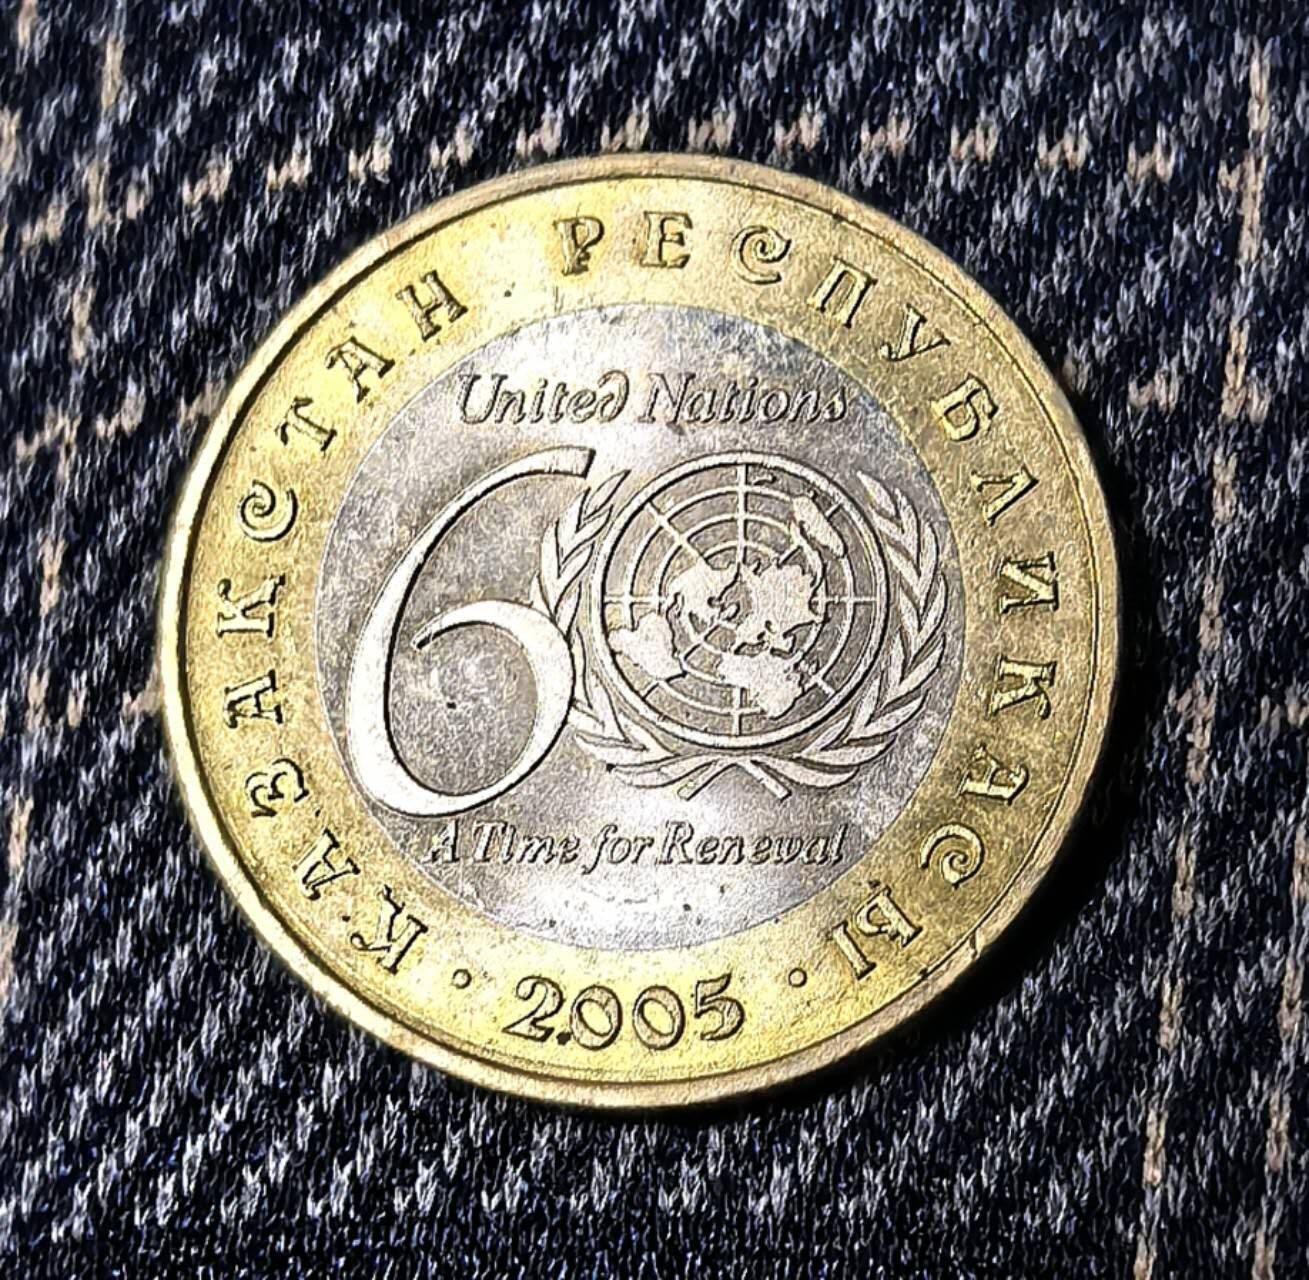 ҚАЗАҚСТАН РЕСПУБЛИКАСЫ
United Nations
60
A Time for Renewal
· 2005 ·